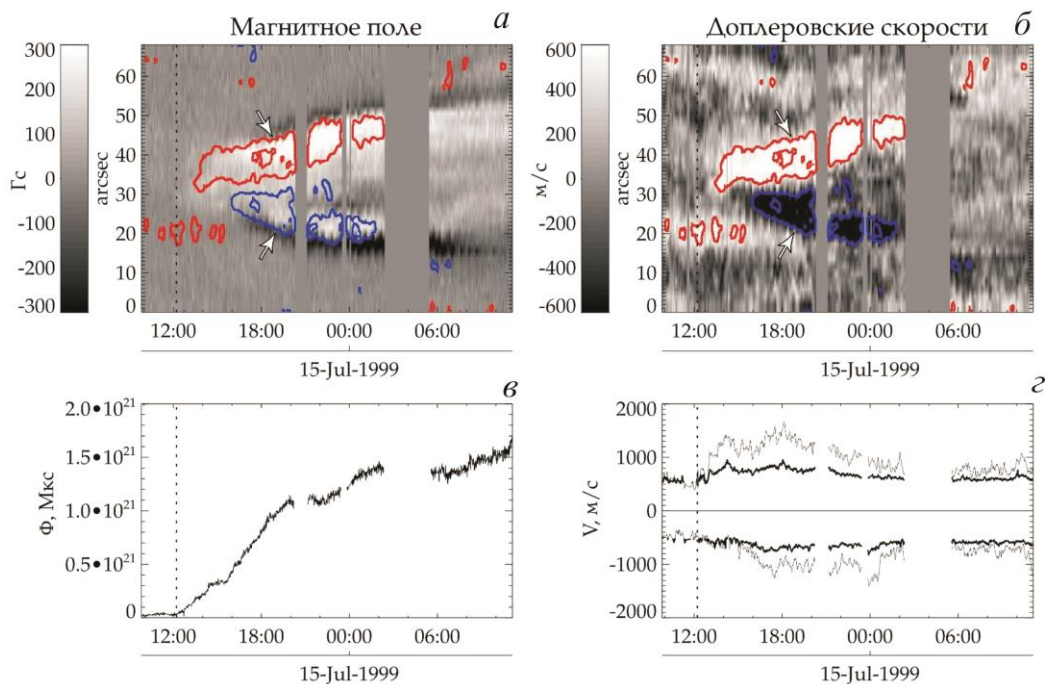 Магнитное поле а
300
200
100
0
-100
-200
-300
Гс
60
50
40
30
20
10
0
arcsec
12:00 18:00 00:00 06:00
15-Jul-1999
Доплеровские скорости б
600
400
200
0
-200
-400
-600
м/с
60
50
40
30
20
10
0
arcsec
12:00 18:00 00:00 06:00
15-Jul-1999
в
2.0•10²¹
1.5•10²¹
1.0•10²¹
0.5•10²¹
0
Ф, Мкс
12:00 18:00 00:00 06:00
15-Jul-1999
г
2000
1000
0
-1000
-2000
V, м/с
12:00 18:00 00:00 06:00
15-Jul-1999